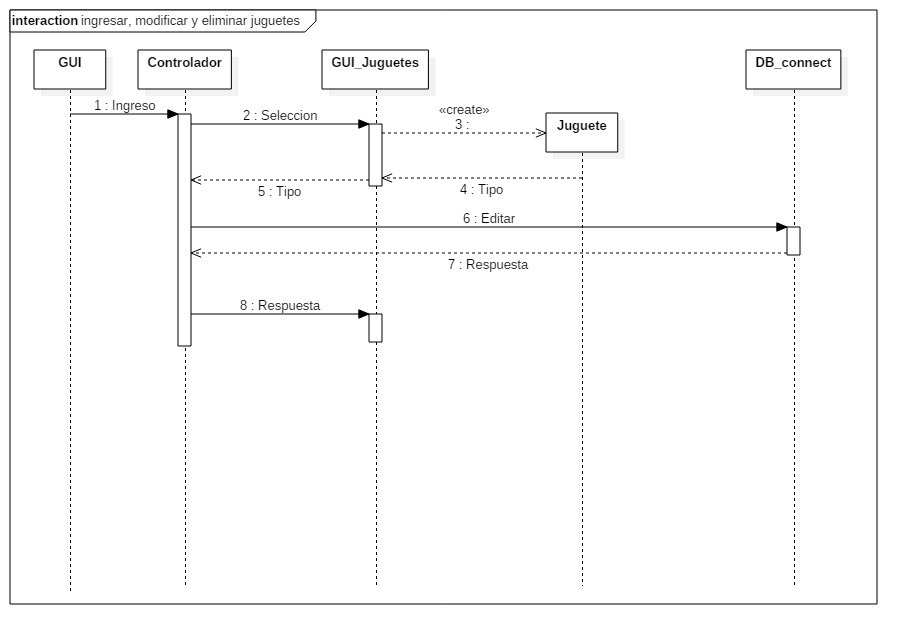 interaction ingresar, modificar y eliminar juguetes
GUI
Controlador
GUI_Juguetes
DB_connect
1 : Ingreso
2 : Seleccion
«create»
3 :
Juguete
5 : Tipo
4 : Tipo
6 : Editar
7 : Respuesta
8 : Respuesta